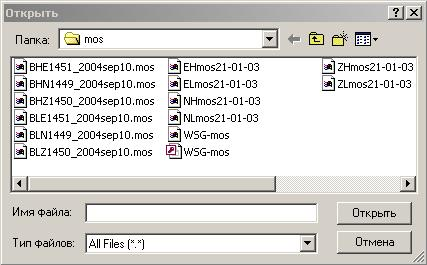 Открыть
Папка: mos
BHE1451_2004sep10.mos EHmos21-01-03 ZHmos21-01-03
BHN1449_2004sep10.mos ELmos21-01-03 ZLmos21-01-03
BHZ1450_2004sep10.mos NHmos21-01-03
BLE1451_2004sep10.mos NLmos21-01-03
BLN1449_2004sep10.mos WSG-mos
BLZ1450_2004sep10.mos WSG-mos
Имя файла: Открыть
Тип файлов: All Files (*.*) Отмена